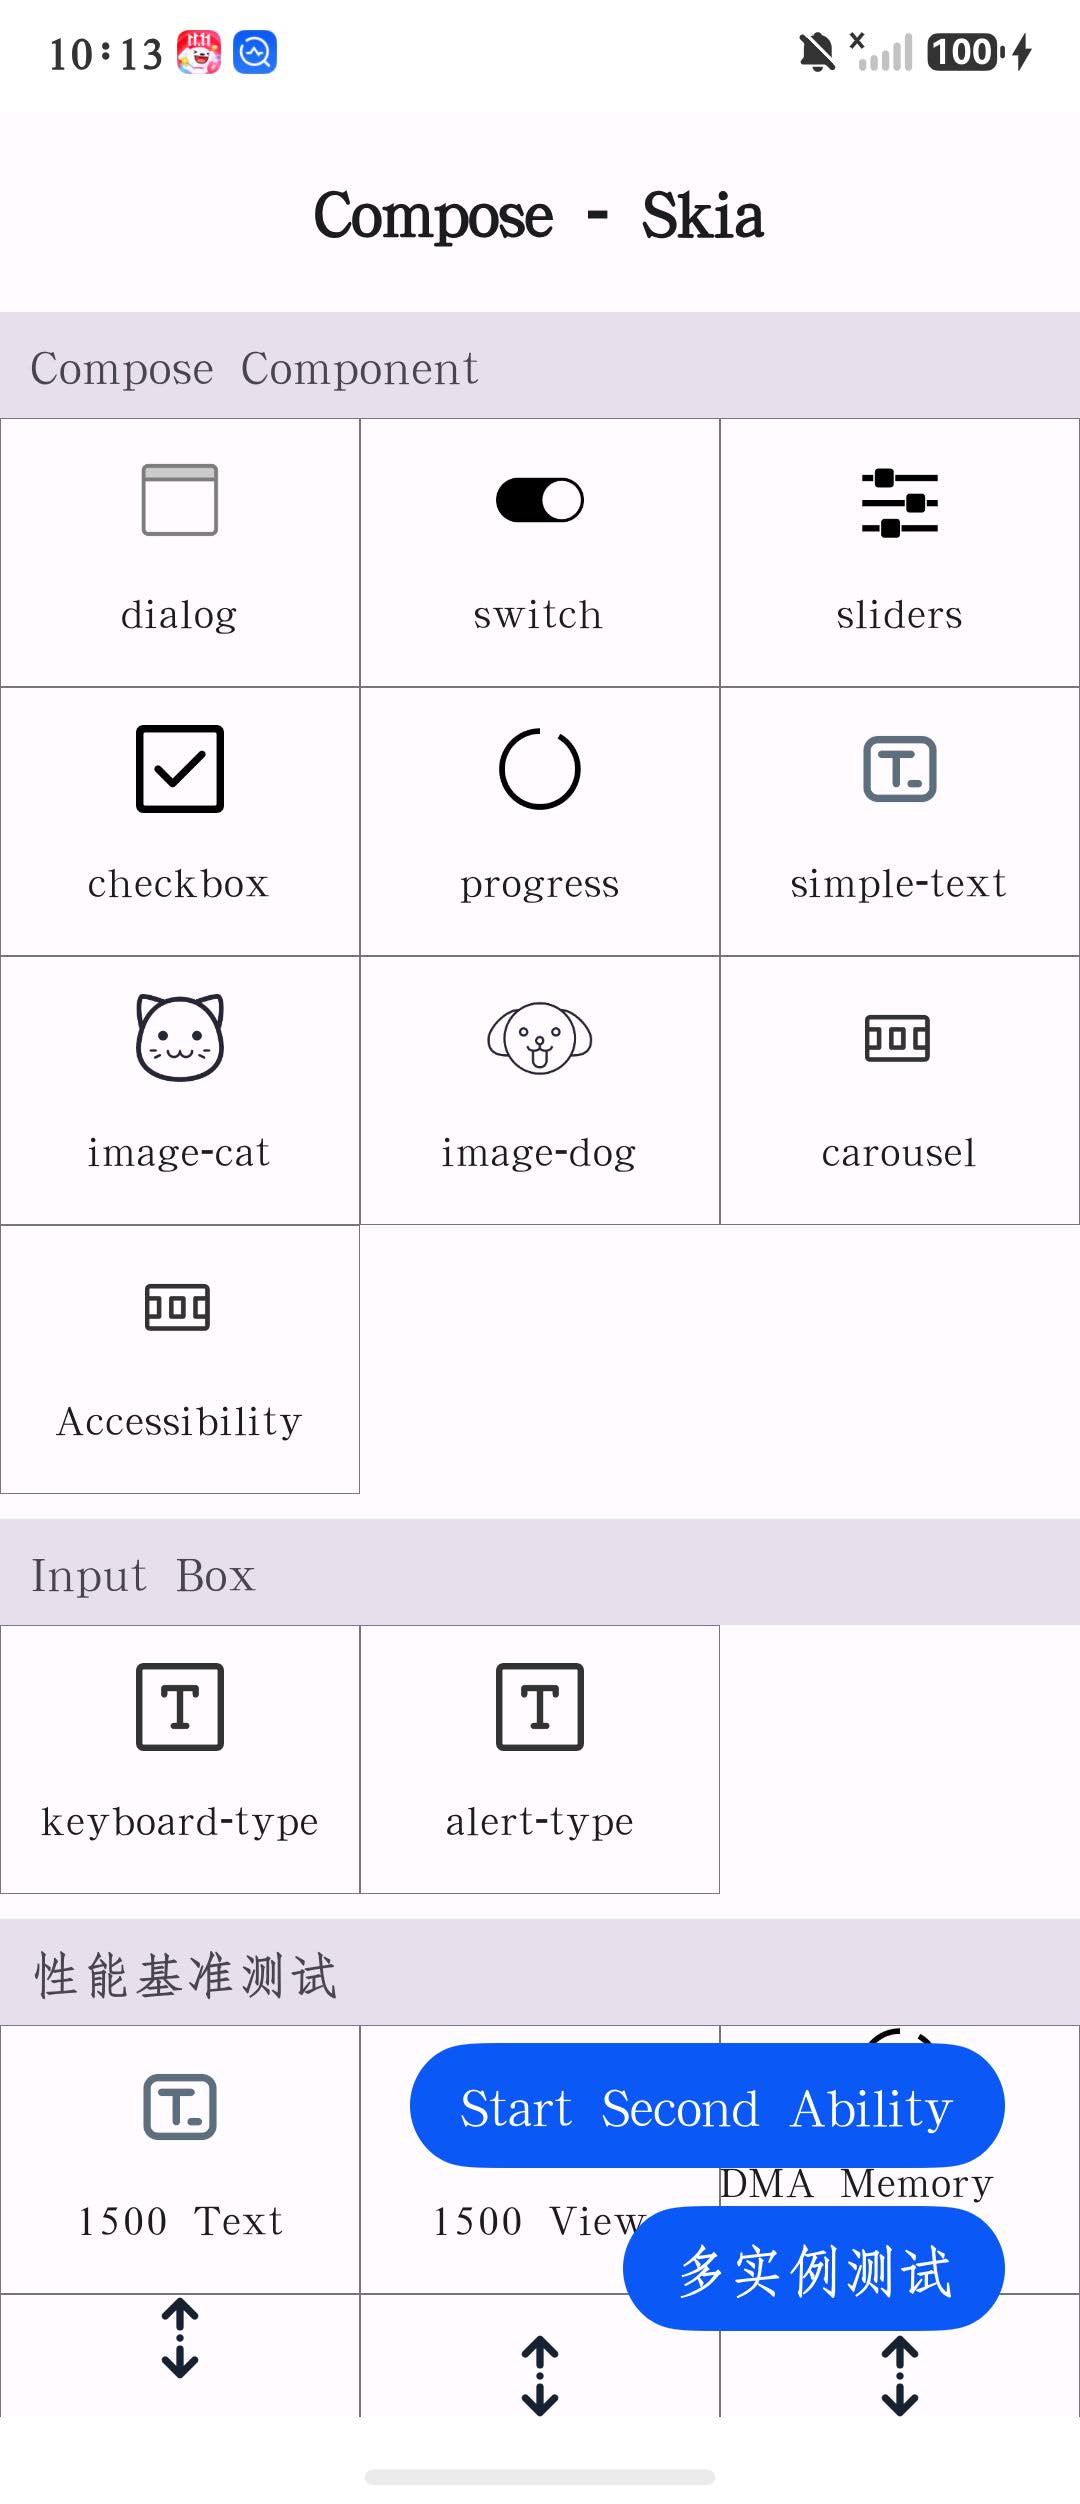 10:13
100
Compose - Skia
Compose Component
dialog
switch
sliders
checkbox
progress
simple-text
image-cat
image-dog
carousel
Accessibility
Input Box
keyboard-type
alert-type
性能基准测试
Start Second Ability
DMA Memory
1500 Text
1500 View
多实例测试